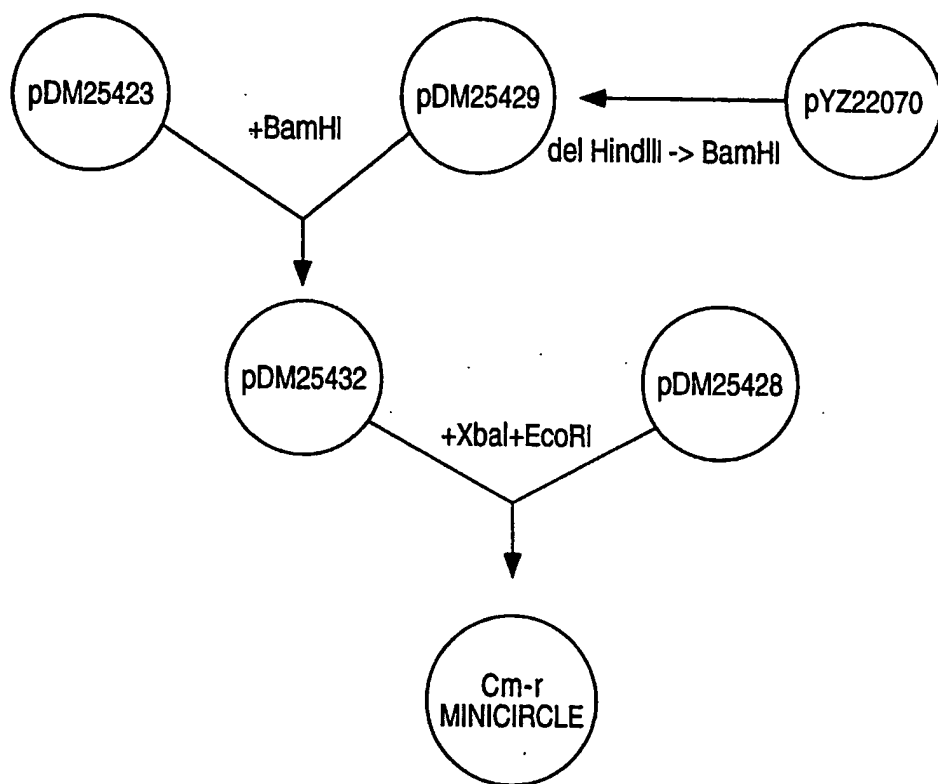 pDM25423
pDM25429
pYZ22070
+BamHI
del HindIII -> BamHI
pDM25432
pDM25428
+XbaI+EcoRI
Cm-r
MINICIRCLE